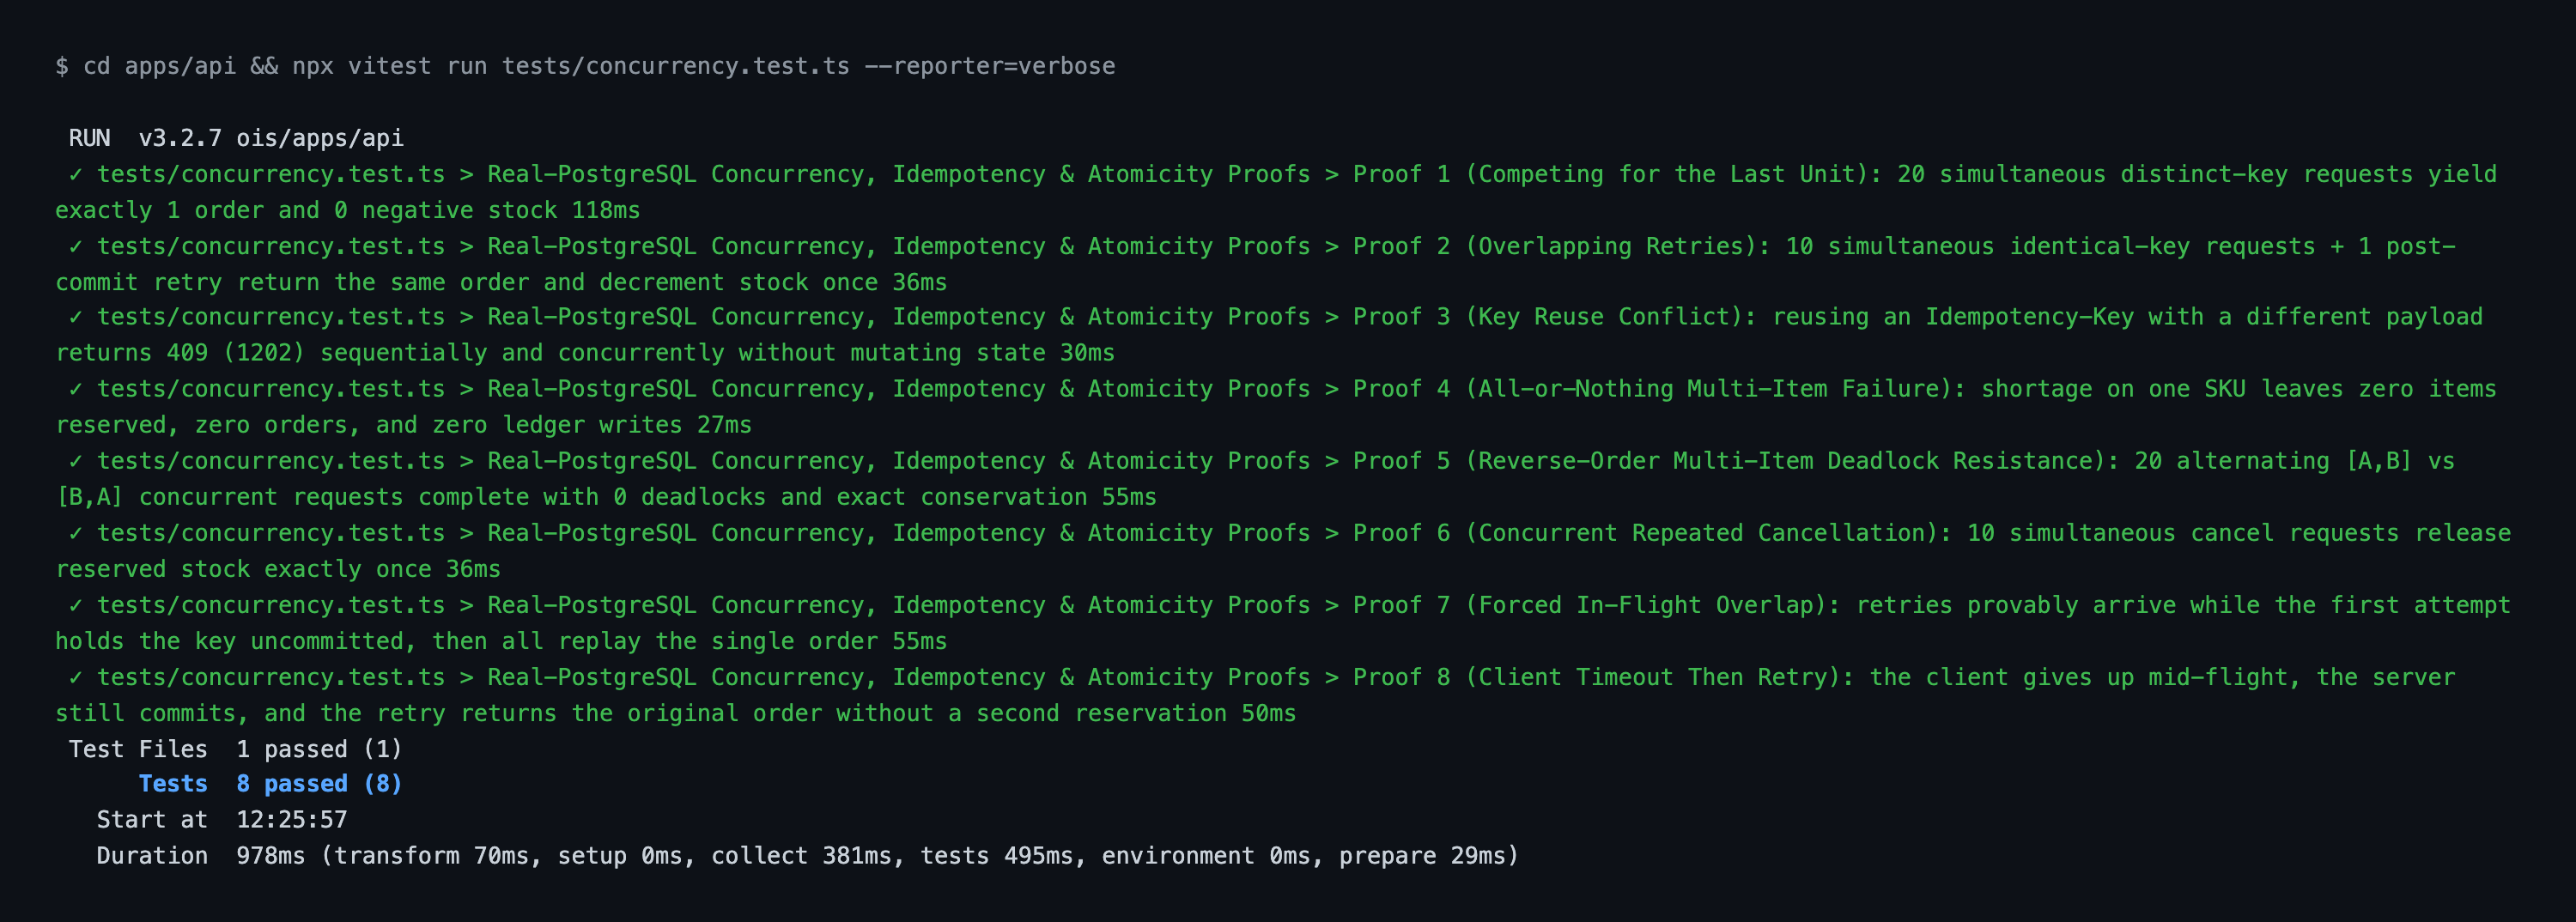 $ cd apps/api && npx vitest run tests/concurrency.test.ts --reporter=verbose
RUN  v3.2.7 ois/apps/api
✓ tests/concurrency.test.ts > Real-PostgreSQL Concurrency, Idempotency & Atomicity Proofs > Proof 1 (Competing for the Last Unit): 20 simultaneous distinct-key requests yield
exactly 1 order and 0 negative stock 118ms
✓ tests/concurrency.test.ts > Real-PostgreSQL Concurrency, Idempotency & Atomicity Proofs > Proof 2 (Overlapping Retries): 10 simultaneous identical-key requests + 1 post-
commit retry return the same order and decrement stock once 36ms
✓ tests/concurrency.test.ts > Real-PostgreSQL Concurrency, Idempotency & Atomicity Proofs > Proof 3 (Key Reuse Conflict): reusing an Idempotency-Key with a different payload
returns 409 (1202) sequentially and concurrently without mutating state 30ms
✓ tests/concurrency.test.ts > Real-PostgreSQL Concurrency, Idempotency & Atomicity Proofs > Proof 4 (All-or-Nothing Multi-Item Failure): shortage on one SKU leaves zero items
reserved, zero orders, and zero ledger writes 27ms
✓ tests/concurrency.test.ts > Real-PostgreSQL Concurrency, Idempotency & Atomicity Proofs > Proof 5 (Reverse-Order Multi-Item Deadlock Resistance): 20 alternating [A,B] vs
[B,A] concurrent requests complete with 0 deadlocks and exact conservation 55ms
✓ tests/concurrency.test.ts > Real-PostgreSQL Concurrency, Idempotency & Atomicity Proofs > Proof 6 (Concurrent Repeated Cancellation): 10 simultaneous cancel requests release
reserved stock exactly once 36ms
✓ tests/concurrency.test.ts > Real-PostgreSQL Concurrency, Idempotency & Atomicity Proofs > Proof 7 (Forced In-Flight Overlap): retries provably arrive while the first attempt
holds the key uncommitted, then all replay the single order 55ms
✓ tests/concurrency.test.ts > Real-PostgreSQL Concurrency, Idempotency & Atomicity Proofs > Proof 8 (Client Timeout Then Retry): the client gives up mid-flight, the server
still commits, and the retry returns the original order without a second reservation 50ms
Test Files  1 passed (1)
Tests  8 passed (8)
Start at  12:25:57
Duration  978ms (transform 70ms, setup 0ms, collect 381ms, tests 495ms, environment 0ms, prepare 29ms)